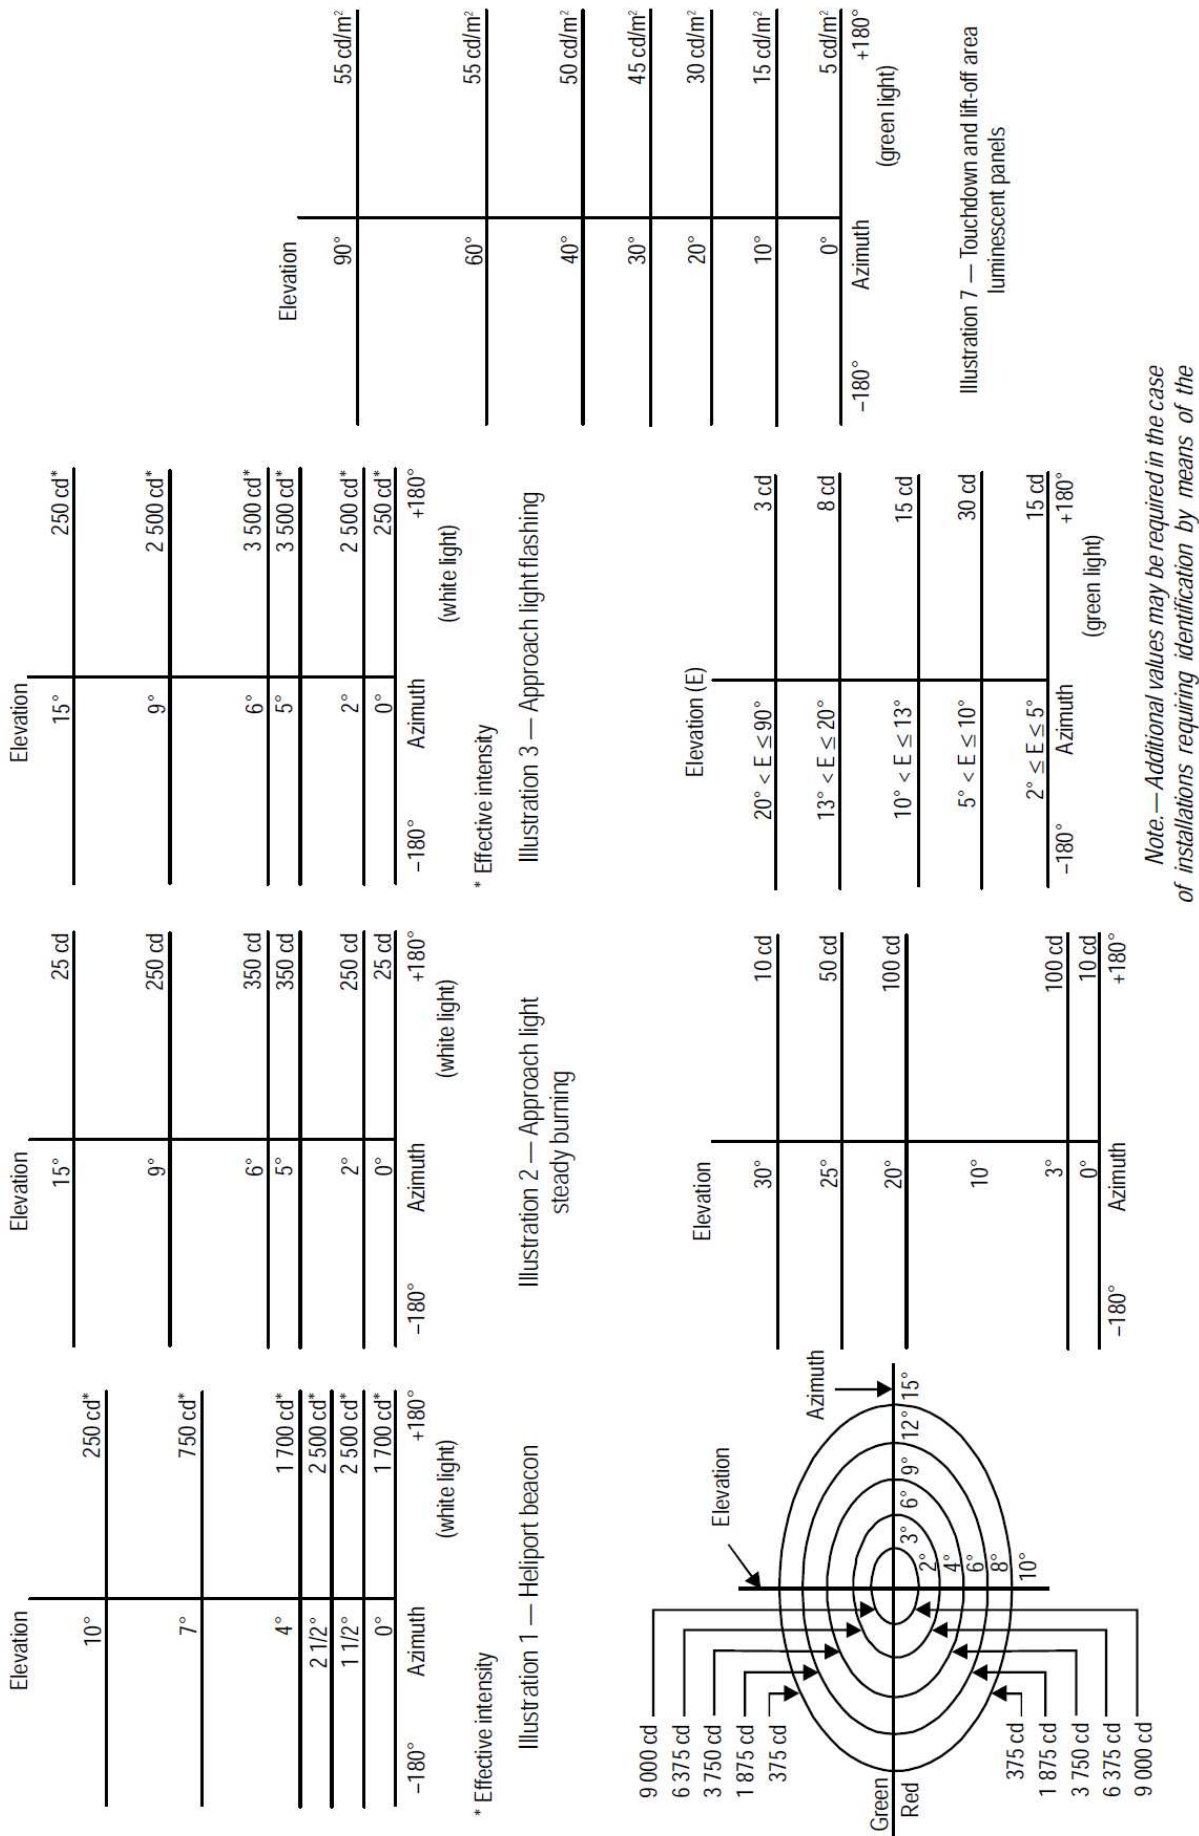 Elevation
10°
250 cd*
7°
750 cd*
4°
1 700 cd*
2 1/2°
2 500 cd*
1 1/2°
2 500 cd*
0°
1 700 cd*
−180°
Azimuth
+180°
(white light)
* Effective intensity
Illustration 1 — Heliport beacon
Elevation
15°
25 cd
9°
250 cd
6°
350 cd
5°
350 cd
2°
250 cd
0°
25 cd
−180°
Azimuth
+180°
(white light)
Illustration 2 — Approach light
steady burning
Elevation
15°
250 cd*
9°
2 500 cd*
6°
3 500 cd*
5°
3 500 cd*
2°
2 500 cd*
0°
250 cd*
−180°
Azimuth
+180°
(white light)
* Effective intensity
Illustration 3 — Approach light flashing
Elevation
Azimuth
9 000 cd
6 375 cd
3 750 cd
1 875 cd
375 cd
Green
Red
3°
6°
9°
12°
15°
2°
4°
6°
8°
10°
375 cd
1 875 cd
3 750 cd
6 375 cd
9 000 cd
Elevation
30°
10 cd
25°
50 cd
20°
100 cd
10°
3°
100 cd
0°
10 cd
−180°
Azimuth
+180°
Elevation (E)
20° < E ≤ 90°
3 cd
13° < E ≤ 20°
8 cd
10° < E ≤ 13°
15 cd
5° < E ≤ 10°
30 cd
2° ≤ E ≤ 5°
15 cd
−180°
Azimuth
+180°
(green light)
Elevation
90°
55 cd/m²
60°
55 cd/m²
40°
50 cd/m²
30°
45 cd/m²
20°
30 cd/m²
10°
15 cd/m²
0°
5 cd/m²
−180°
Azimuth
+180°
(green light)
Illustration 7 — Touchdown and lift-off area
luminescent panels
Note.— Additional values may be required in the case
of installations requiring identification by means of the